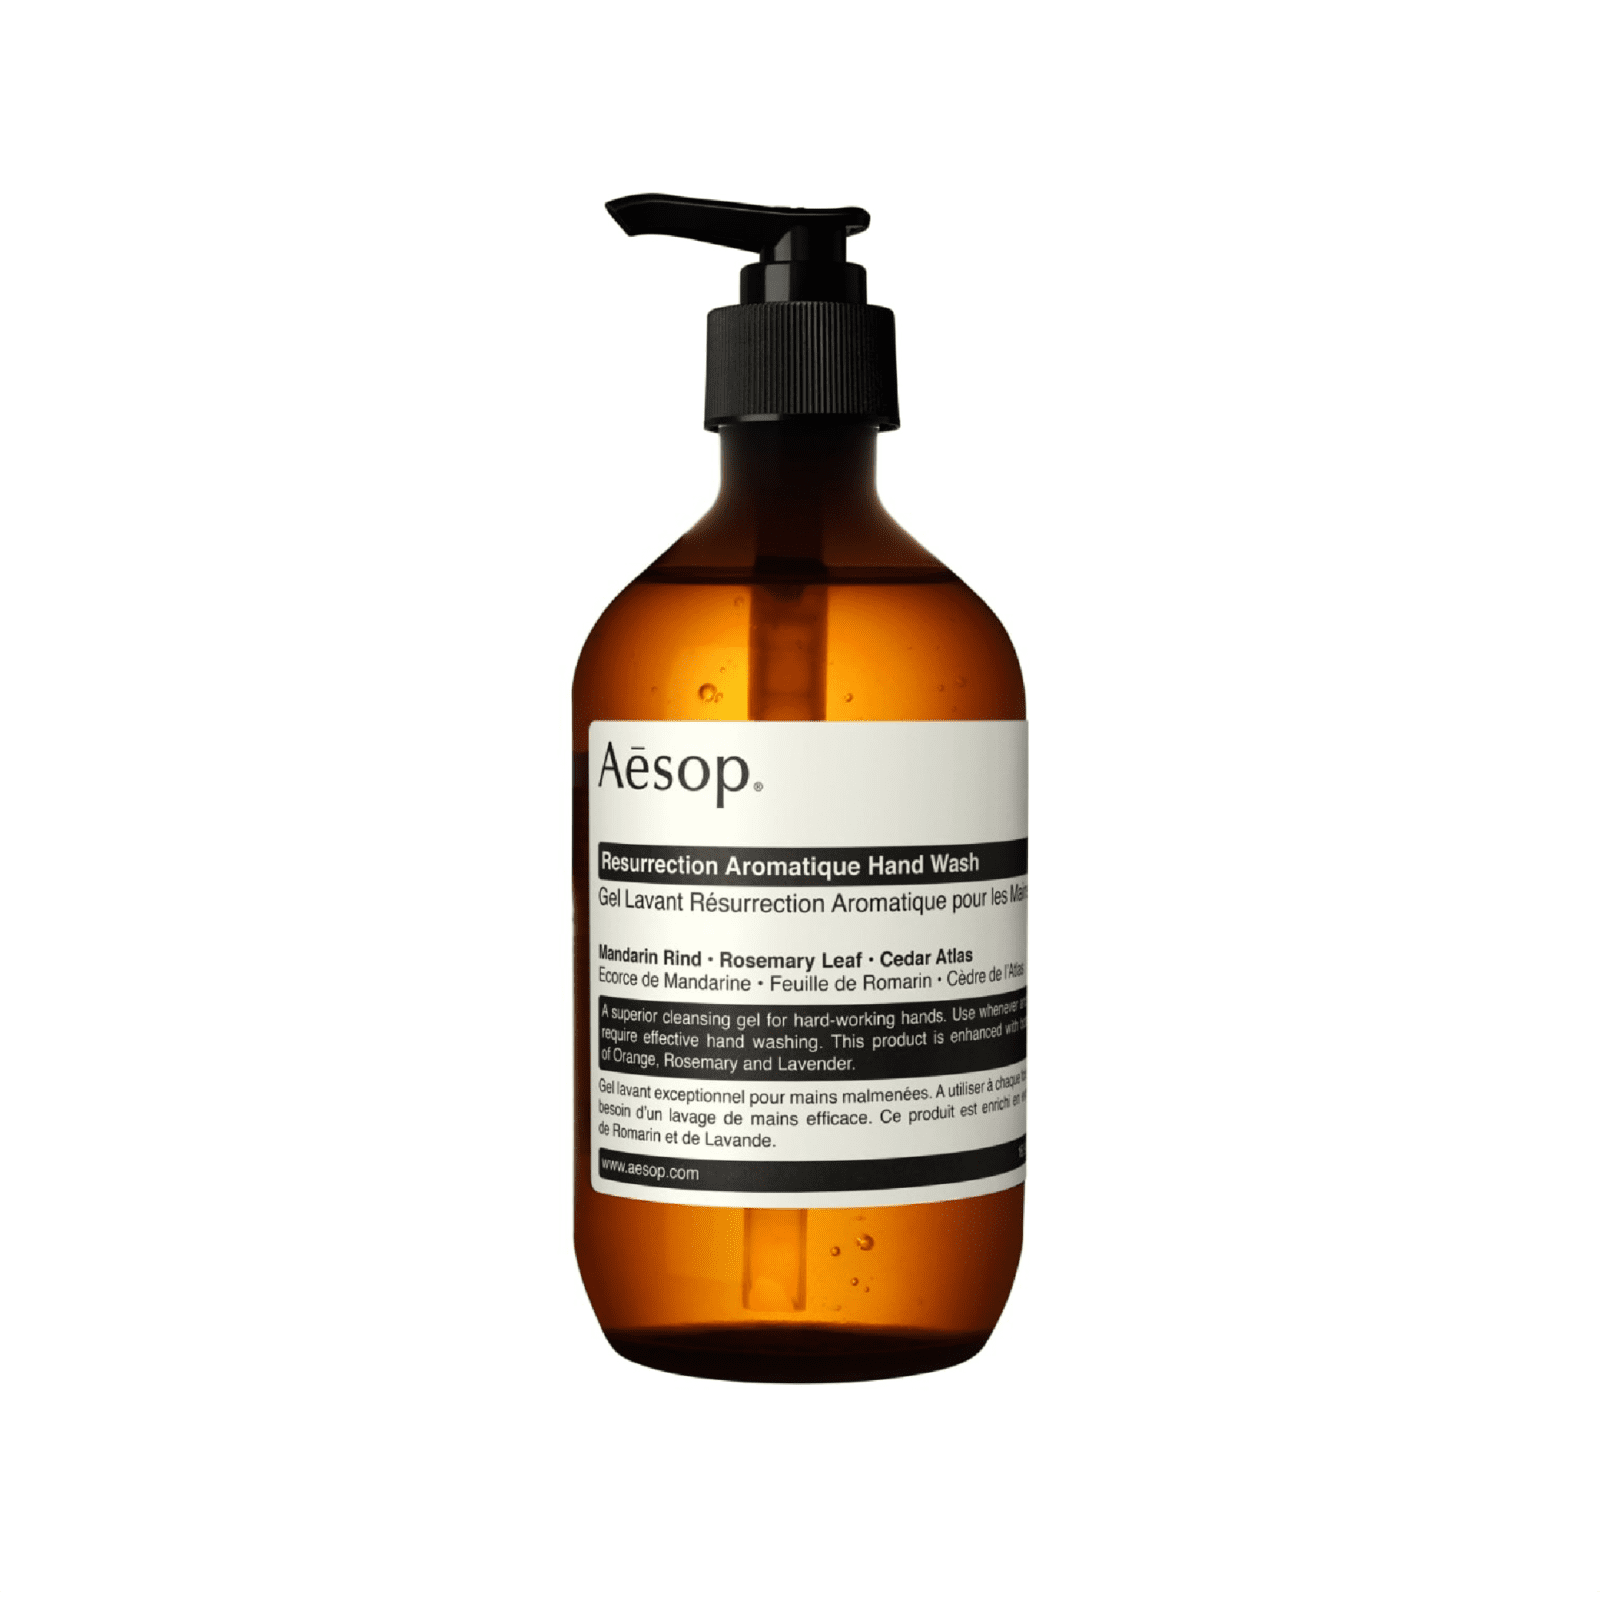 Aēsop®
Resurrection Aromatique Hand Wash
Gel Lavant Résurrection Aromatique pour les Mains
Mandarin Rind • Rosemary Leaf • Cedar Atlas
Ecorce de Mandarine • Feuille de Romarin • Cèdre de l'Atlas
A superior cleansing gel for hard-working hands. Use whenever
require effective hand washing. This product is enhanced with
of Orange, Rosemary and Lavender.
Gel lavant exceptionnel pour mains malmenées. A utiliser à chaque
besoin d'un lavage de mains efficace. Ce produit est enrichi en
de Romarin et de Lavande.
www.aesop.com